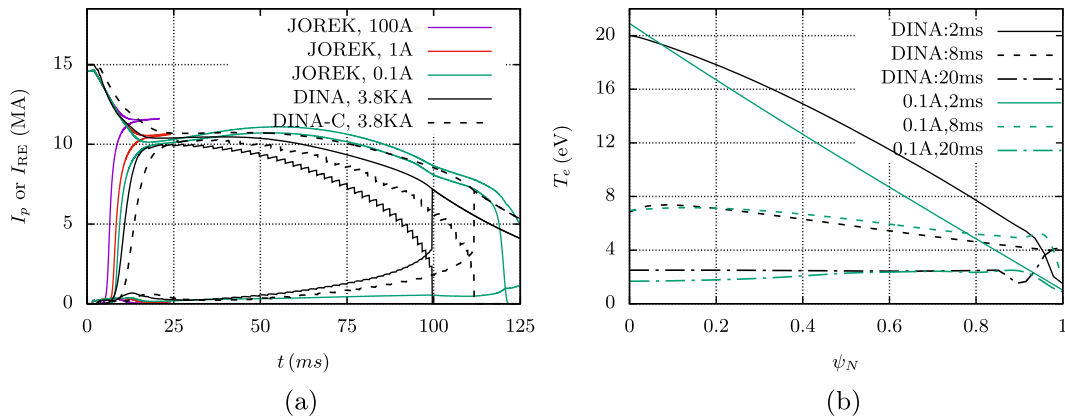 JOREK, 100A
JOREK, 1A
JOREK, 0.1A
DINA, 3.8KA
DINA-C, 3.8KA
I_p or I_RE (MA)
15
10
5
0
0
25
50
75
100
125
t (ms)
(a)
DINA:2ms
DINA:8ms
DINA:20ms
0.1A,2ms
0.1A,8ms
0.1A,20ms
T_e (eV)
20
16
12
8
4
0
0
0.2
0.4
0.6
0.8
1
ψ_N
(b)